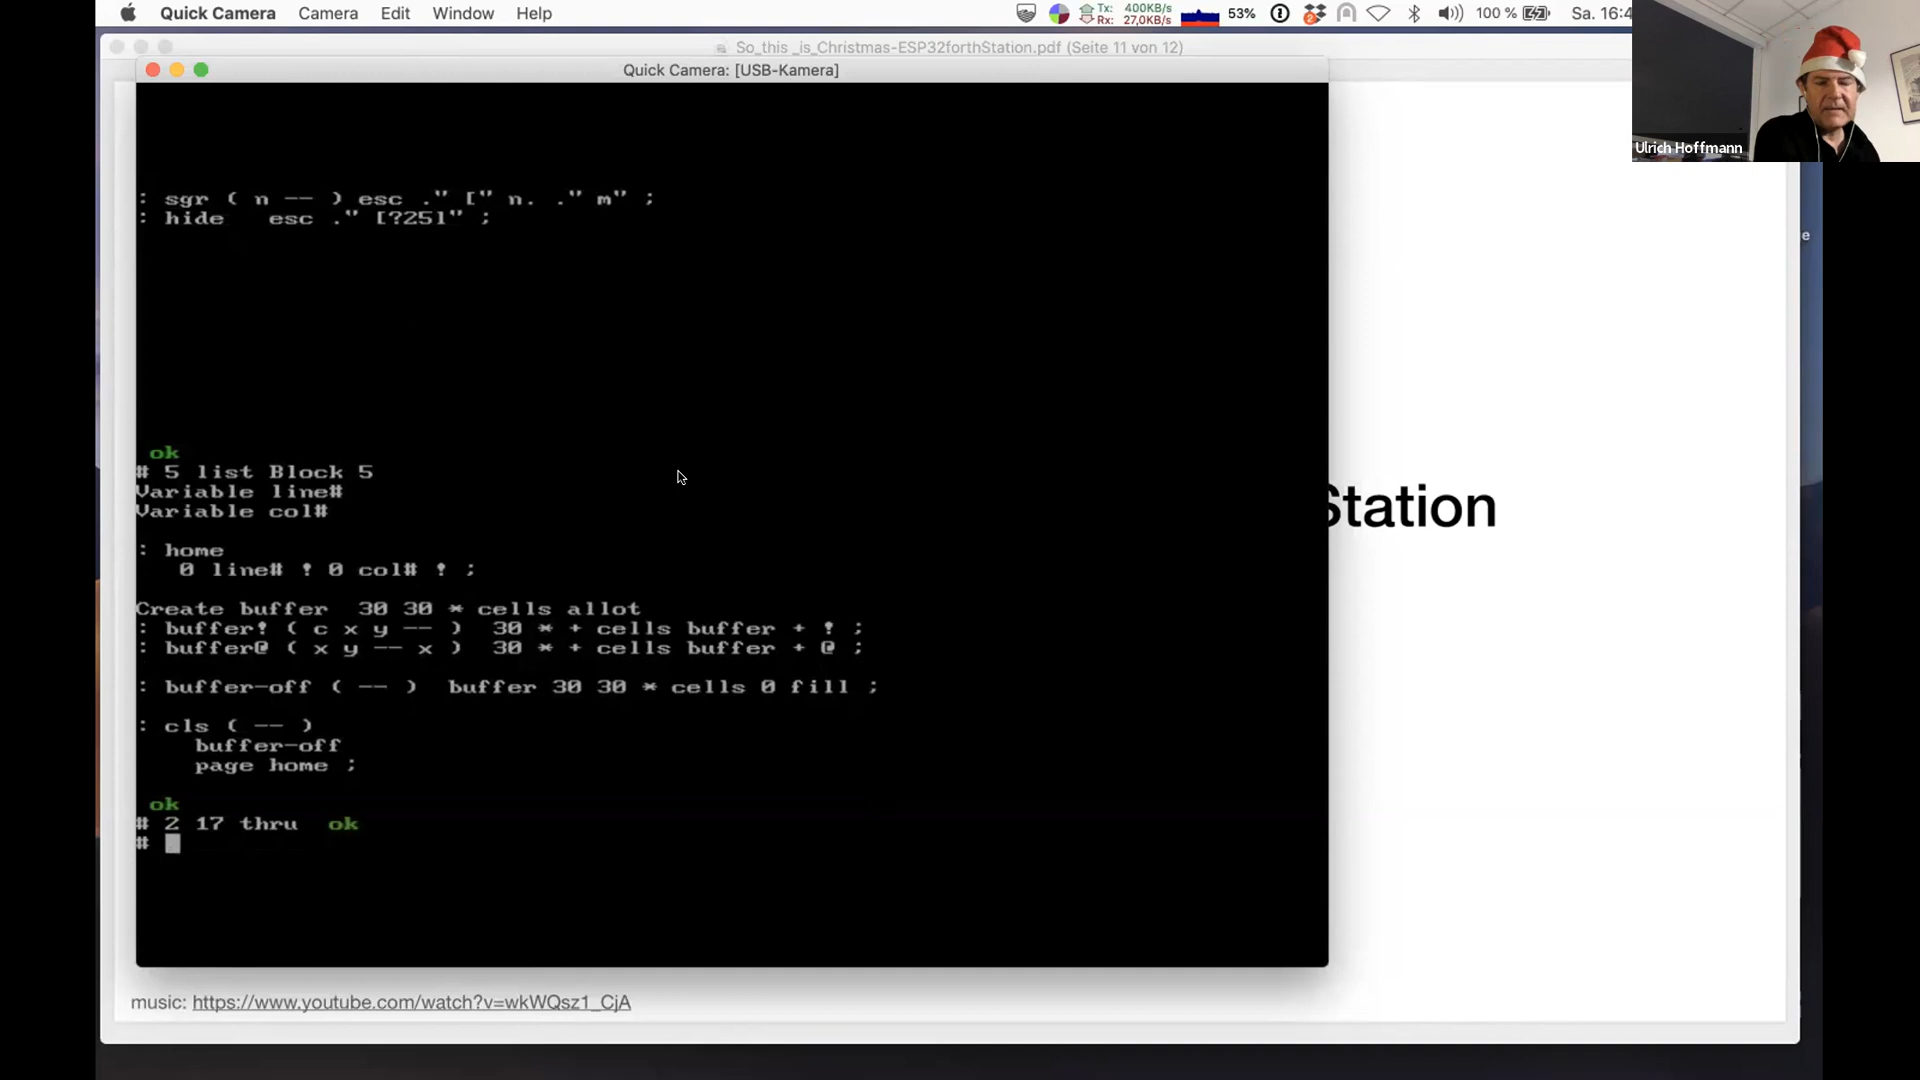 Quick Camera Camera Edit Window Help
Tx: 400KB/s
Rx: 27,0KB/s
53%
100 %
Sa. 16:4
So_this _is_Christmas-ESP32forthStation.pdf (Seite 11 von 12)
Quick Camera: [USB-Kamera]
Ulrich Hoffmann
: sgr ( n -- ) esc ." [" n. ." m" ;
: hide esc ." [?25l" ;
e
ok
# 5 list Block 5
Variable line#
Variable col#
: home
0 line# ! 0 col# ! ;
Create buffer 30 30 * cells allot
: buffer! ( c x y -- ) 30 * + cells buffer + ! ;
: buffer@ ( x y -- x ) 30 * + cells buffer + @ ;
: buffer-off ( -- ) buffer 30 30 * cells 0 fill ;
: cls ( -- )
buffer-off
page home ;
ok
# 2 17 thru ok
#
Station
music: https://www.youtube.com/watch?v=wkWQsz1_CjA